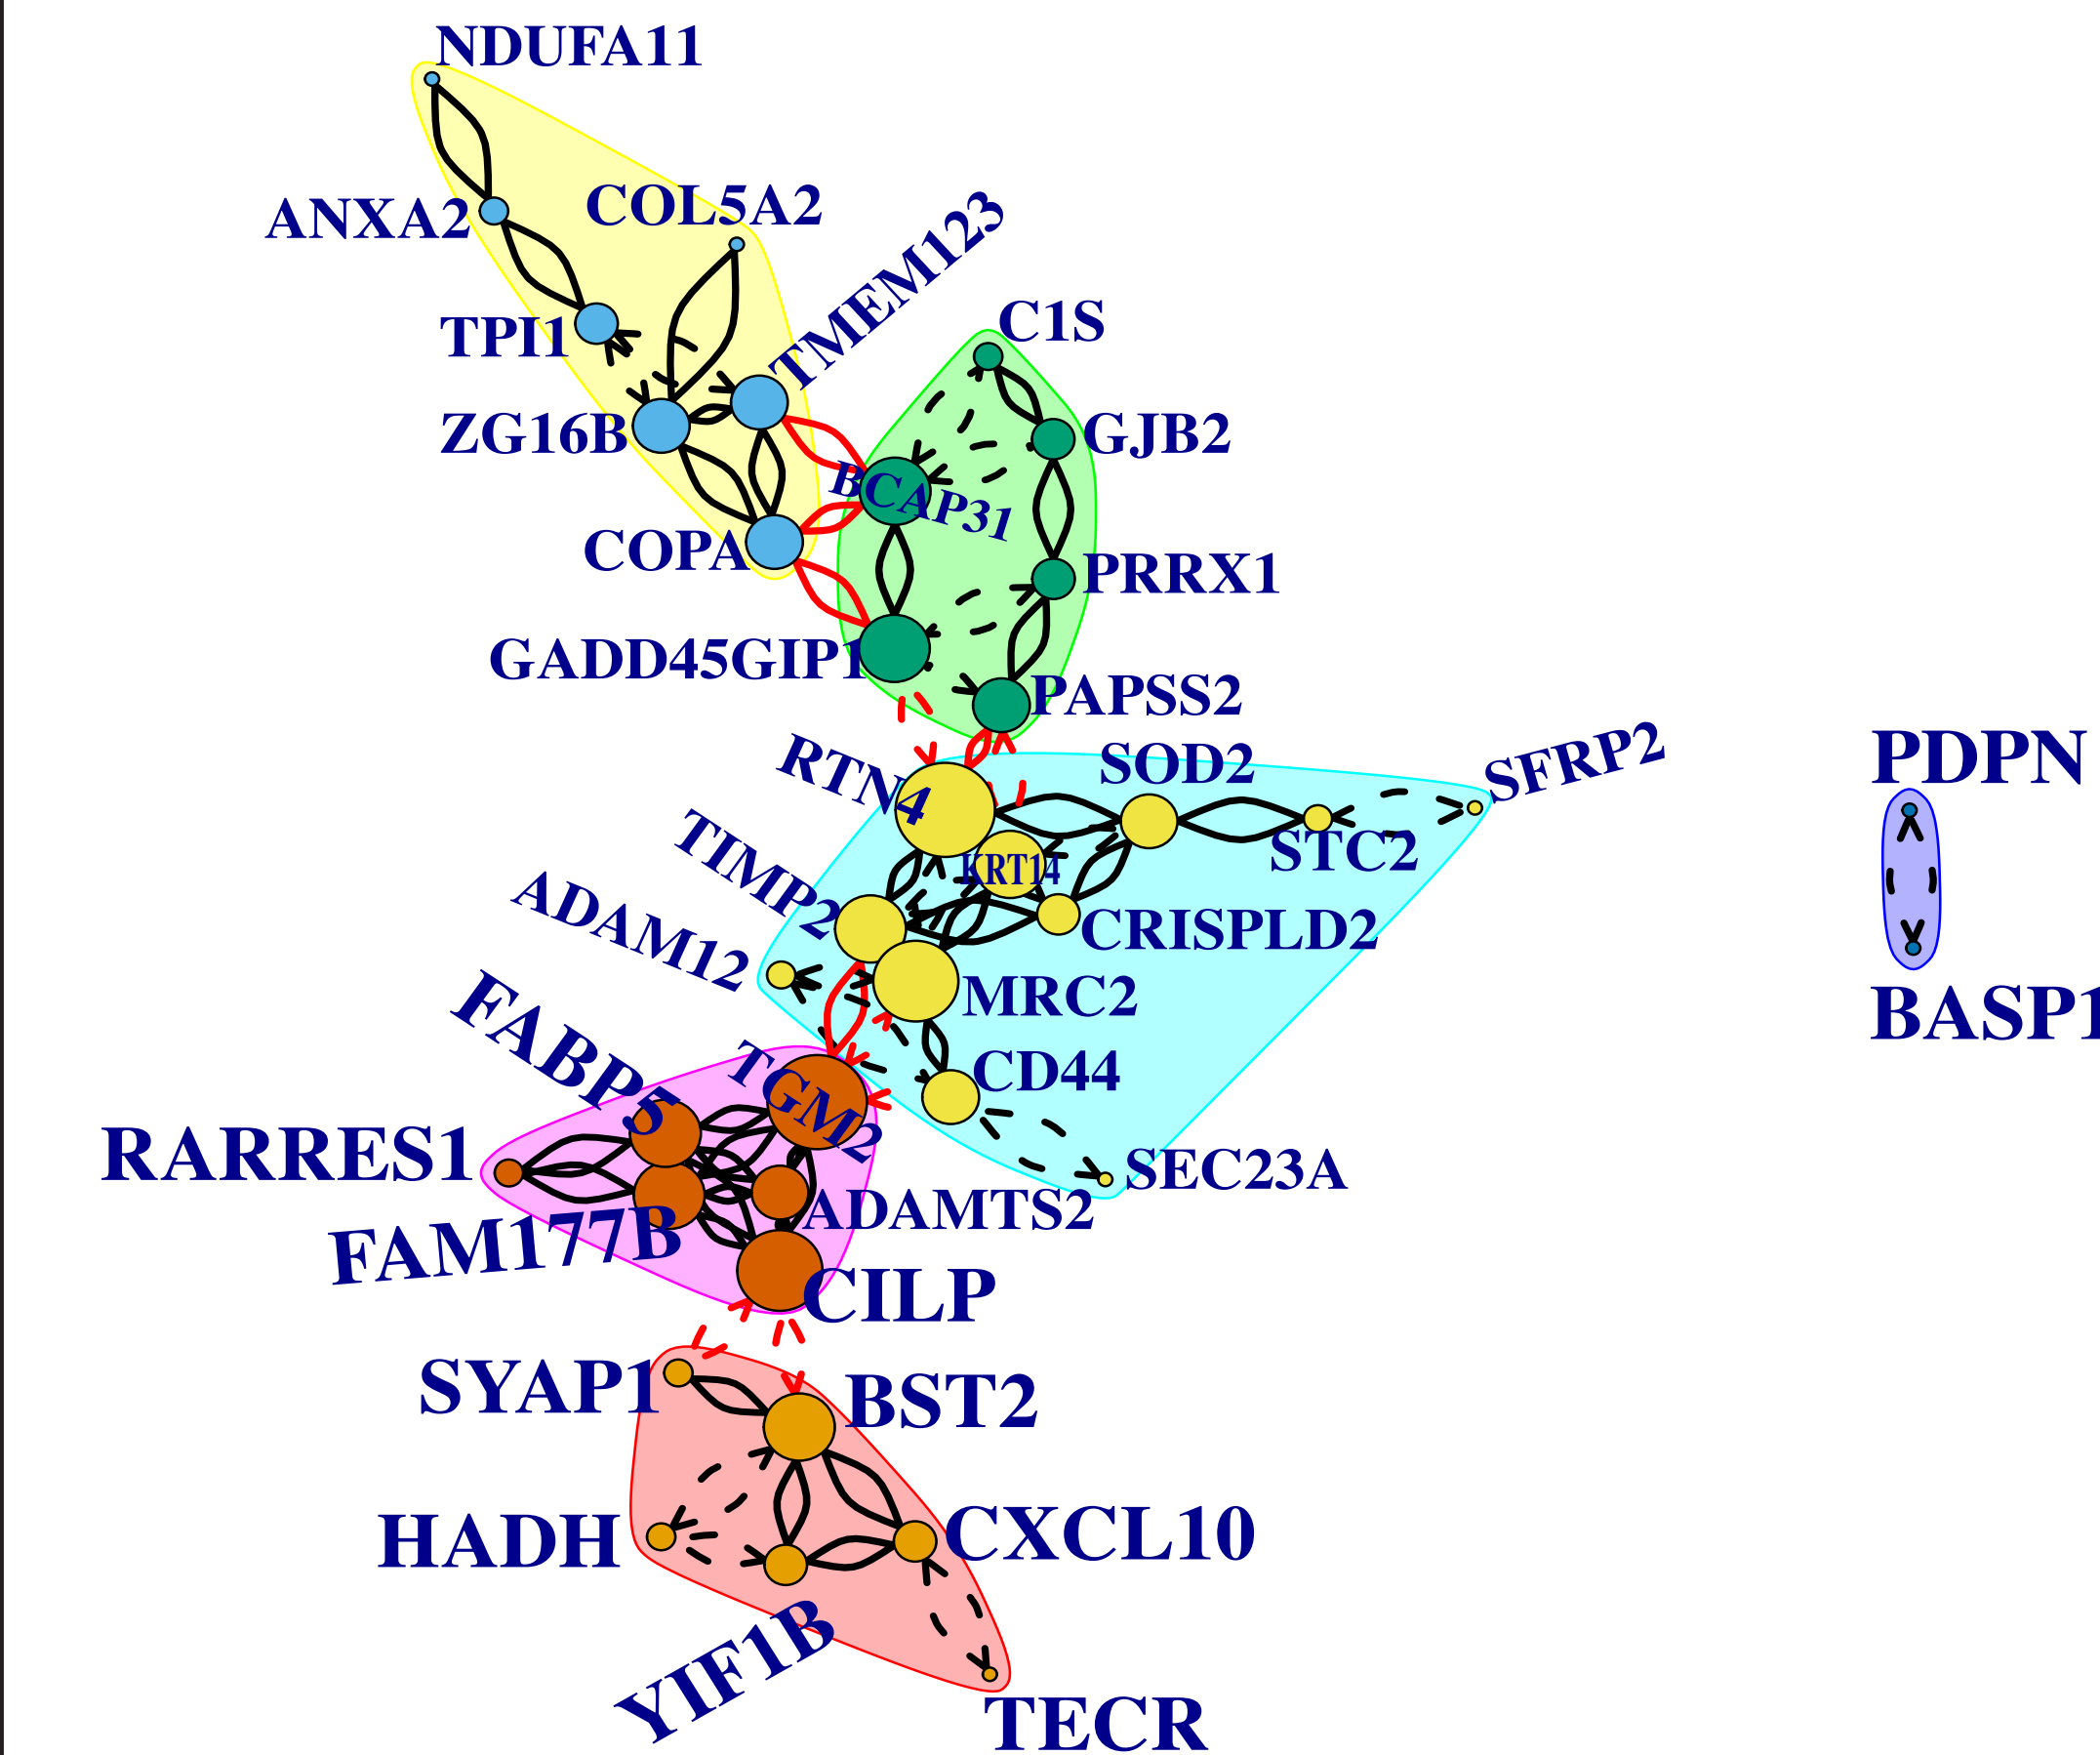 NDUFA11
ANXA2
COL5A2
TMEM123
TPI1
C1S
ZG16B
GJB2
BCAP31
COPA
PRRX1
GADD45GIP1
PAPSS2
RTN4
SOD2
SFRP2
PDPN
TIMP2
KRT14
STC2
ADAM12
CRISPLD2
MRC2
BASP1
FABP5
TGM2
CD44
RARRES1
SEC23A
FAM177B
ADAMTS2
CILP
SYAP1
BST2
HADH
CXCL10
YIF1B
TECR